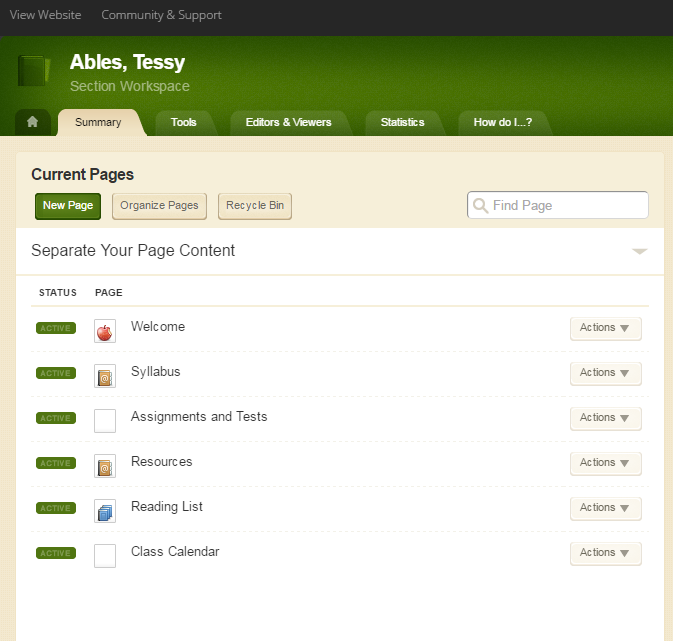 View Website Community & Support
Ables, Tessy
Section Workspace
Summary Tools Editors & Viewers Statistics How do I...?
Current Pages
New Page Organize Pages Recycle Bin Find Page
Separate Your Page Content
STATUS PAGE
ACTIVE Welcome Actions
ACTIVE Syllabus Actions
ACTIVE Assignments and Tests Actions
ACTIVE Resources Actions
ACTIVE Reading List Actions
ACTIVE Class Calendar Actions